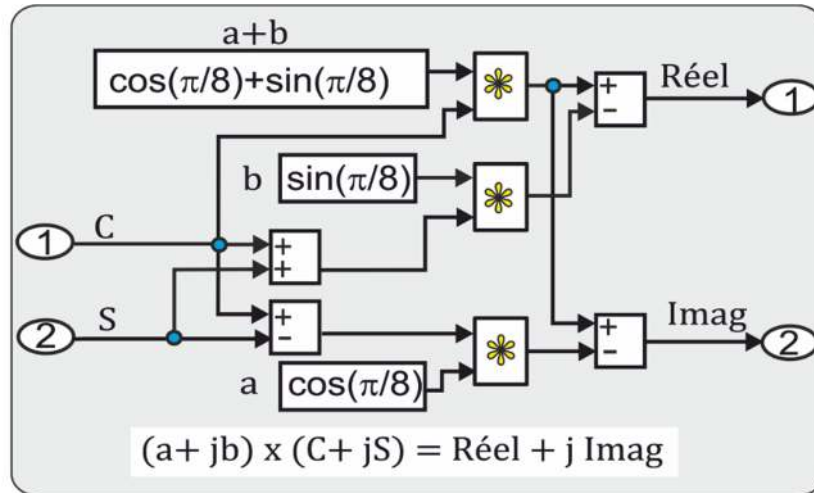 a+b
cos(π/8)+sin(π/8)
+
−
Réel
1
b
sin(π/8)
1
C
+
+
2
S
+
−
+
−
Imag
2
a
cos(π/8)
(a+ jb) x (C+ jS) = Réel + j Imag